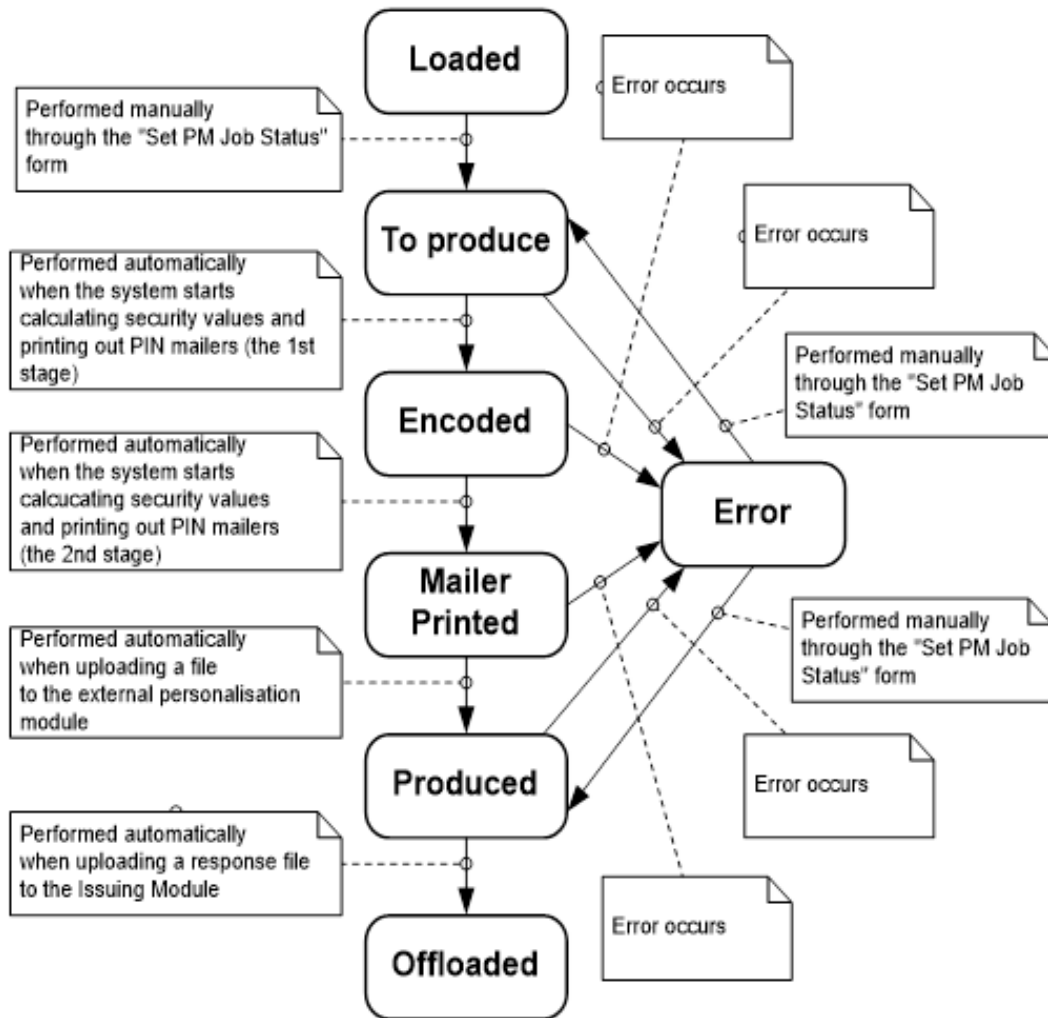 Loaded
Error occurs
Performed manually
through the "Set PM Job Status"
form
To produce
Error occurs
Performed automatically
when the system starts
calculating security values and
printing out PIN mailers (the 1st
stage)
Performed manually
through the "Set PM Job
Status" form
Encoded
Performed automatically
when the system starts
calcucating security values
and printing out PIN mailers
(the 2nd stage)
Error
Mailer
Printed
Performed manually
through the "Set PM Job
Status" form
Performed automatically
when uploading a file
to the external personalisation
module
Produced
Error occurs
Performed automatically
when uploading a response file
to the Issuing Module
Error occurs
Offloaded